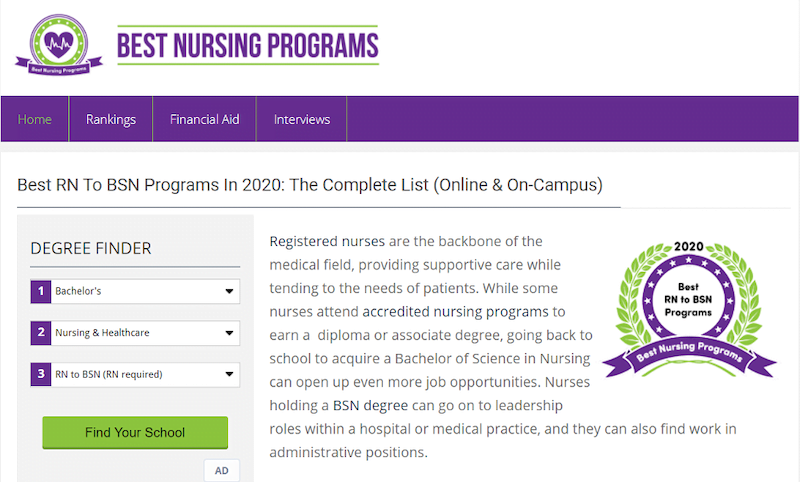 Best Nursing Programs
BEST NURSING PROGRAMS
Home
Rankings
Financial Aid
Interviews
Best RN To BSN Programs In 2020: The Complete List (Online & On-Campus)
DEGREE FINDER
1 Bachelor's
2 Nursing & Healthcare
3 RN to BSN (RN required)
Find Your School
AD
Registered nurses are the backbone of the
medical field, providing supportive care while
tending to the needs of patients. While some
nurses attend accredited nursing programs to
earn a  diploma or associate degree, going back to
school to acquire a Bachelor of Science in Nursing
can open up even more job opportunities. Nurses
holding a BSN degree can go on to leadership
roles within a hospital or medical practice, and they can also find work in
administrative positions.
2020
Best
RN to BSN
Programs
Best Nursing Programs